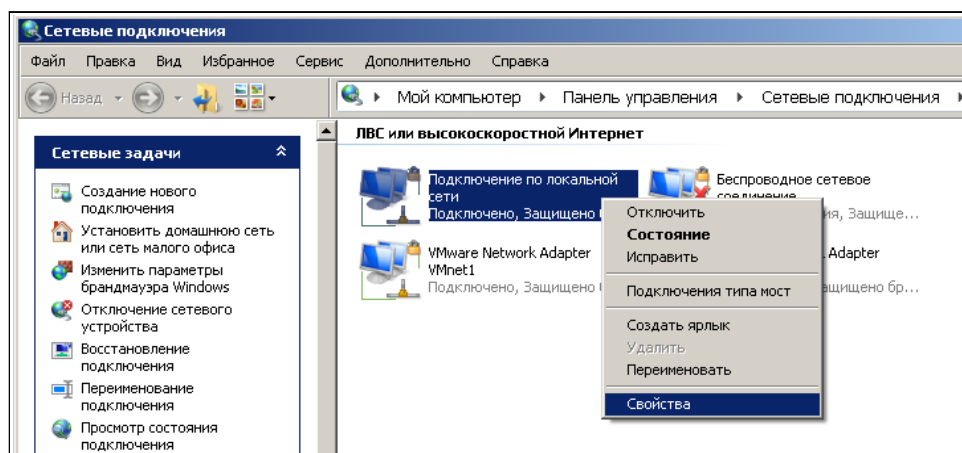 Сетевые подключения
Файл Правка Вид Избранное Сервис Дополнительно Справка
Назад
Мой компьютер Панель управления Сетевые подключения
Сетевые задачи
Создание нового
подключения
Установить домашнюю сеть
или сеть малого офиса
Изменить параметры
брандмауэра Windows
Отключение сетевого
устройства
Восстановление
подключения
Переименование
подключения
Просмотр состояния
подключения
ЛВС или высокоскоростной Интернет
Подключение по локальной
сети
Подключено, Защищено
Беспроводное сетевое
соединение
Защище...
VMware Network Adapter
VMnet1
Подключено, Защищено
Adapter
бр...
Отключить
Состояние
Исправить
Подключения типа мост
Создать ярлык
Удалить
Переименовать
Свойства